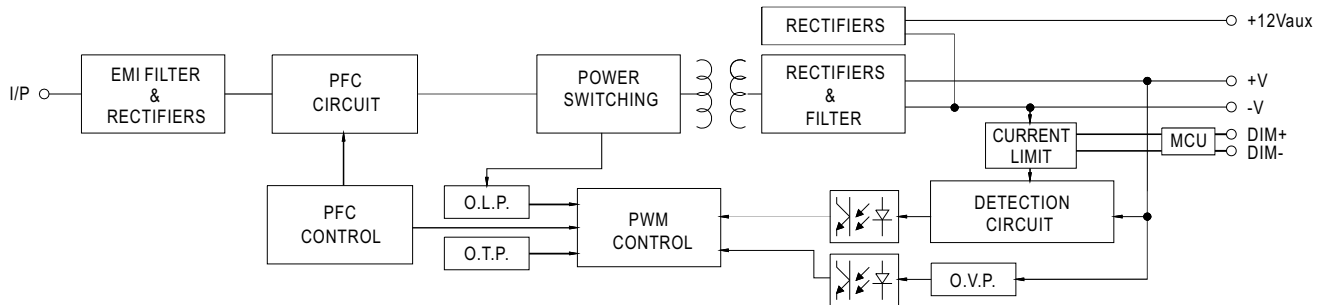 RECTIFIERS
+12Vaux
I/P
EMI FILTER
&
RECTIFIERS
PFC
CIRCUIT
POWER
SWITCHING
RECTIFIERS
&
FILTER
+V
-V
CURRENT
LIMIT
MCU
DIM+
DIM-
PFC
CONTROL
O.L.P.
O.T.P.
PWM
CONTROL
DETECTION
CIRCUIT
O.V.P.